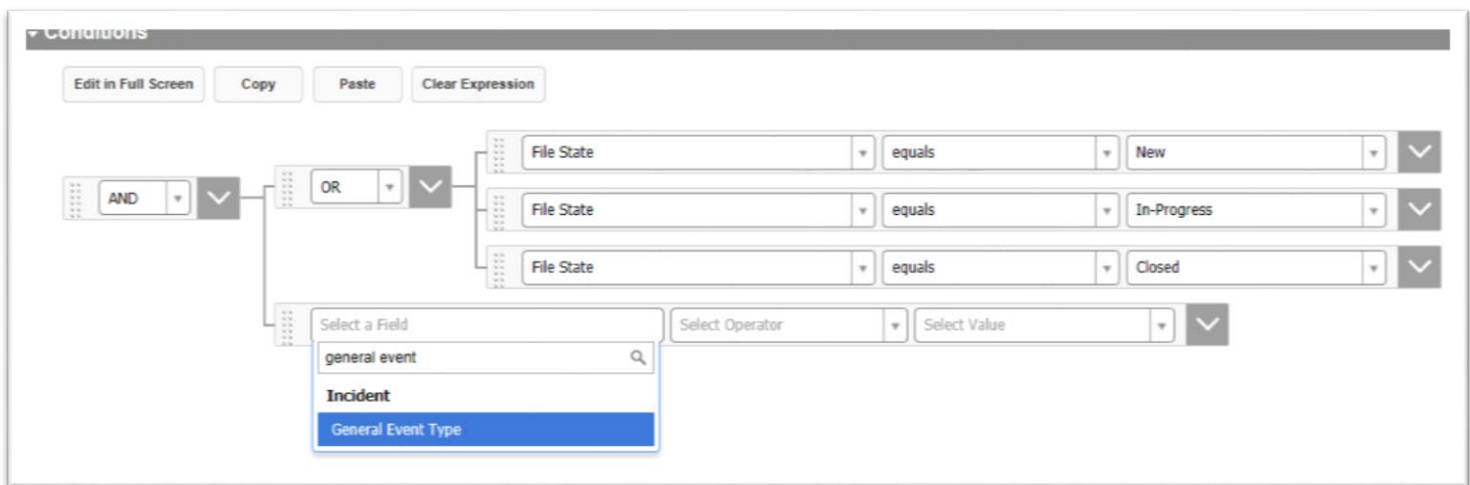 Conditions
Edit in Full Screen Copy Paste Clear Expression
File State equals New
AND OR
File State equals In-Progress
File State equals Closed
Select a Field Select Operator Select Value
general event
Incident
General Event Type